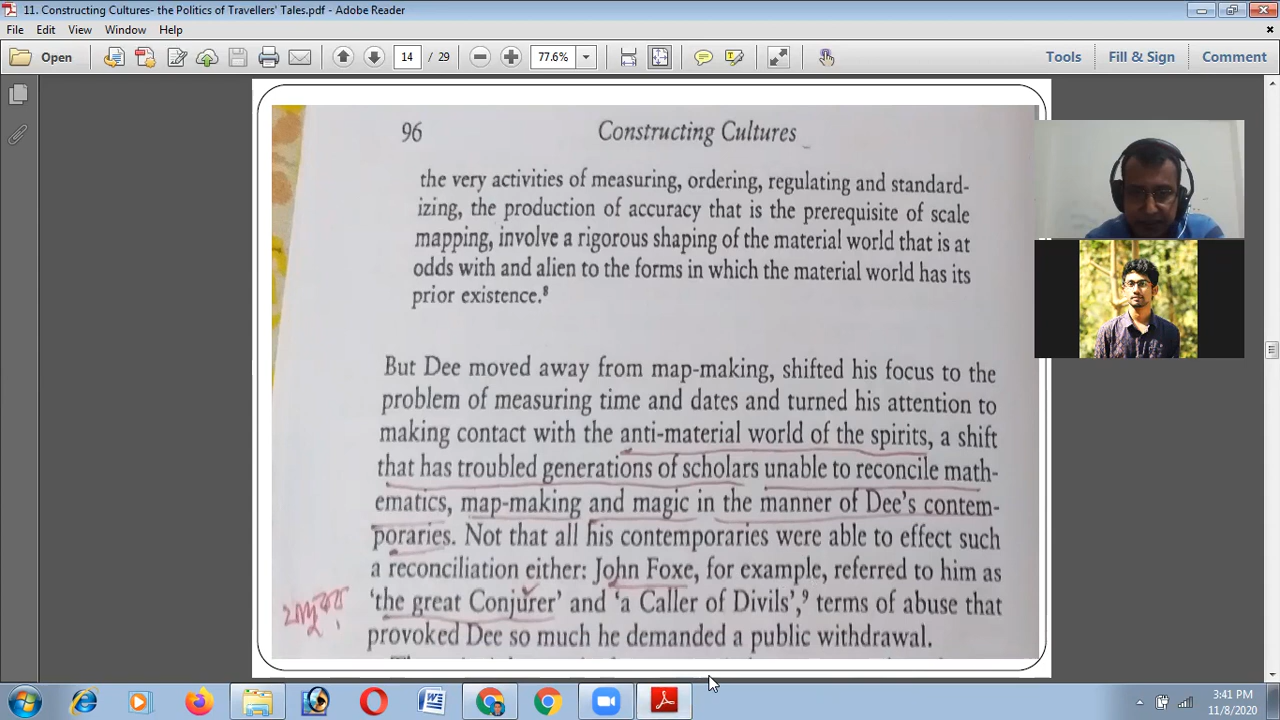 11. Constructing Cultures- the Politics of Travellers' Tales.pdf - Adobe Reader
File Edit View Window Help
Open 14 / 29 77.6% Tools Fill & Sign Comment
96 Constructing Cultures
the very activities of measuring, ordering, regulating and standard-
izing, the production of accuracy that is the prerequisite of scale
mapping, involve a rigorous shaping of the material world that is at
odds with and alien to the forms in which the material world has its
prior existence.⁸
But Dee moved away from map-making, shifted his focus to the
problem of measuring time and dates and turned his attention to
making contact with the anti-material world of the spirits, a shift
that has troubled generations of scholars unable to reconcile math-
ematics, map-making and magic in the manner of Dee's contem-
poraries. Not that all his contemporaries were able to effect such
a reconciliation either: John Foxe, for example, referred to him as
'the great Conjurer' and 'a Caller of Divils',⁹ terms of abuse that
যাদুকর
provoked Dee so much he demanded a public withdrawal.
3:41 PM
11/8/2020